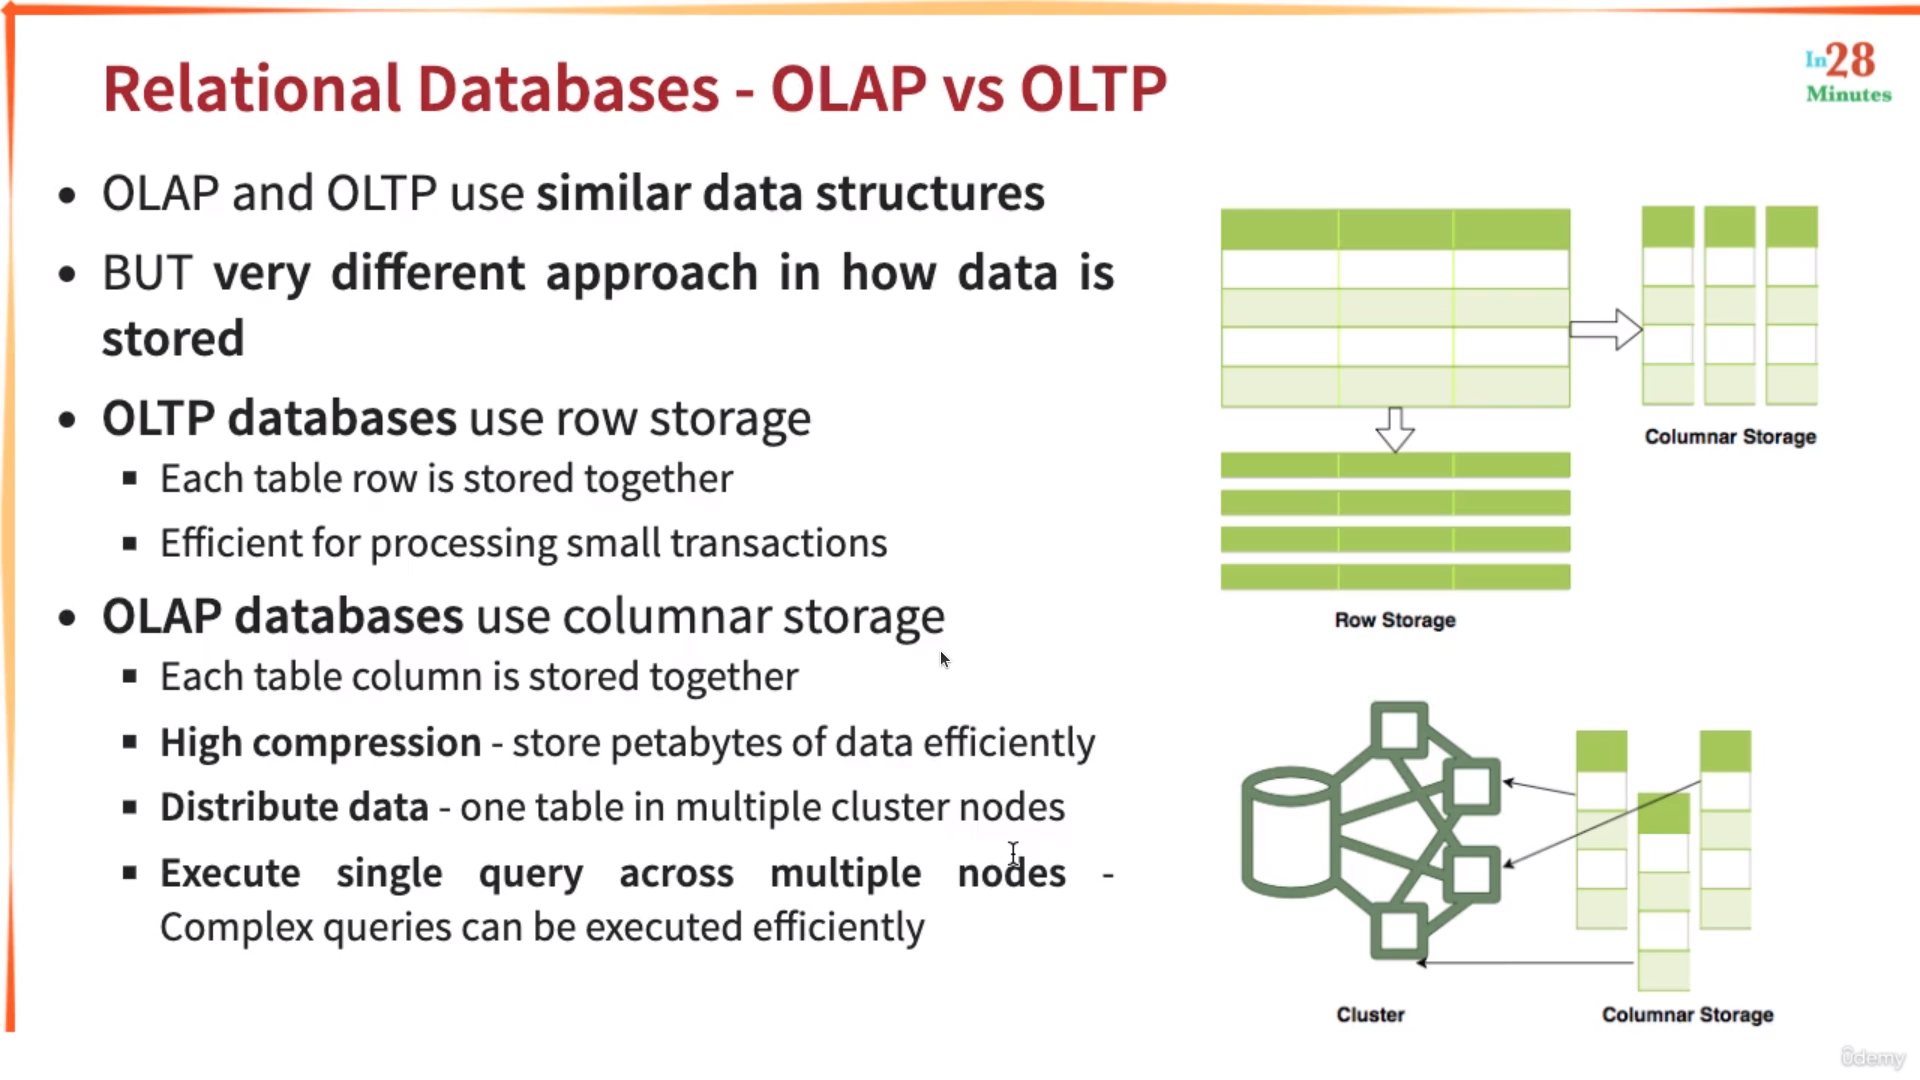 Relational Databases - OLAP vs OLTP
In28
Minutes
• OLAP and OLTP use similar data structures
• BUT very different approach in how data is
stored
• OLTP databases use row storage
▪ Each table row is stored together
▪ Efficient for processing small transactions
• OLAP databases use columnar storage
▪ Each table column is stored together
▪ High compression - store petabytes of data efficiently
▪ Distribute data - one table in multiple cluster nodes
▪ Execute single query across multiple nodes -
Complex queries can be executed efficiently
Columnar Storage
Row Storage
Cluster
Columnar Storage
ûdemy